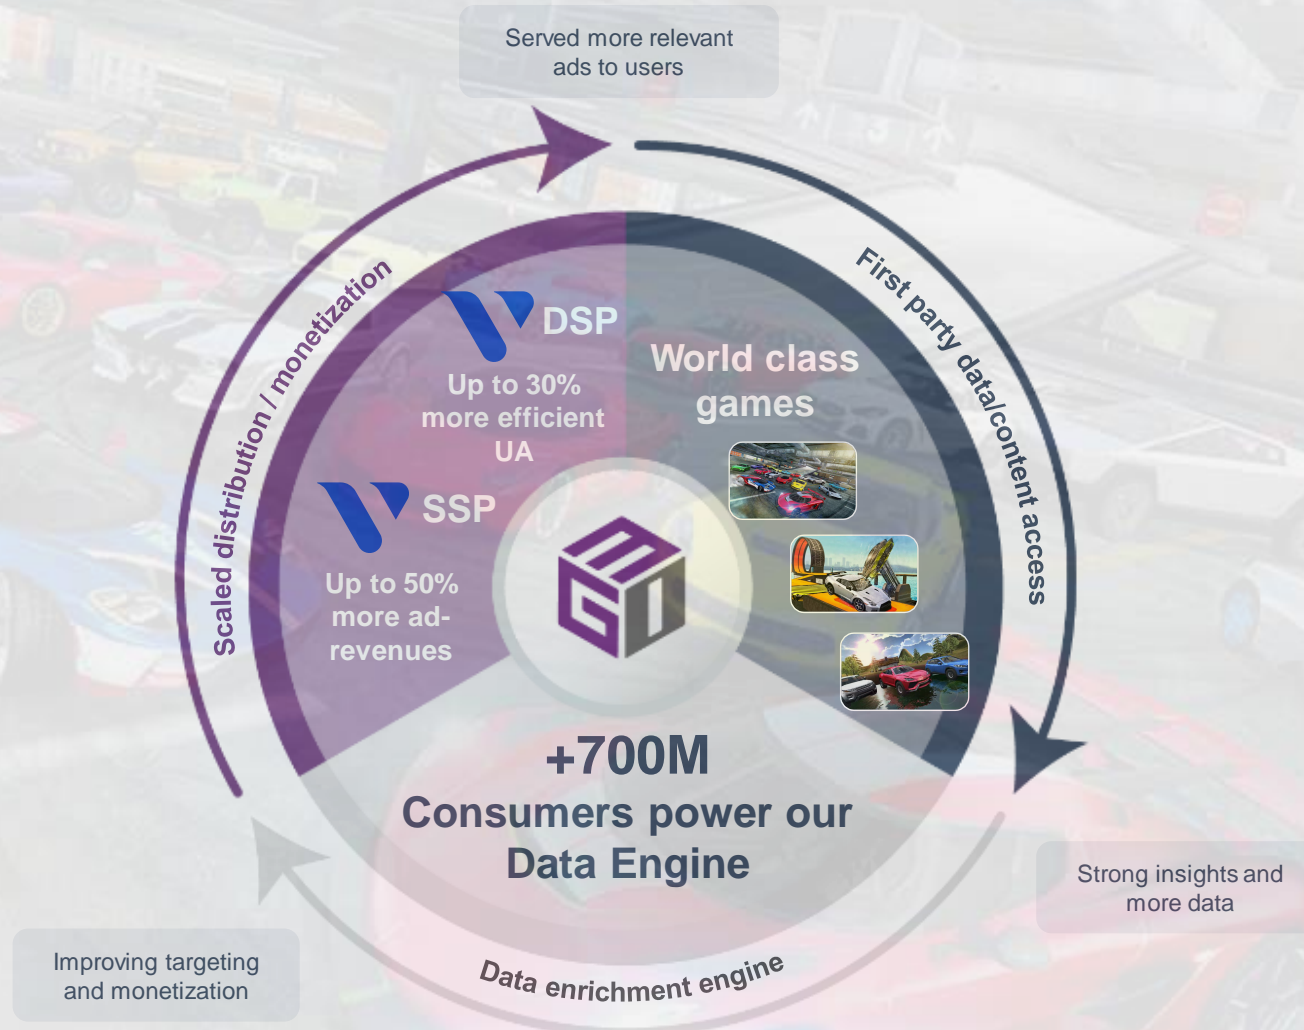 Served more relevant
ads to users
Scaled distribution / monetization
First party data/content access
DSP
Up to 30%
more efficient
UA
World class
games
SSP
Up to 50%
more ad-
revenues
MGI
+700M
Consumers power our
Data Engine
Strong insights and
more data
Improving targeting
and monetization
Data enrichment engine